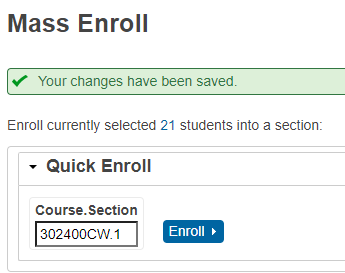 Mass Enroll
Your changes have been saved.
Enroll currently selected 21 students into a section:
Quick Enroll
Course.Section
302400CW.1 Enroll